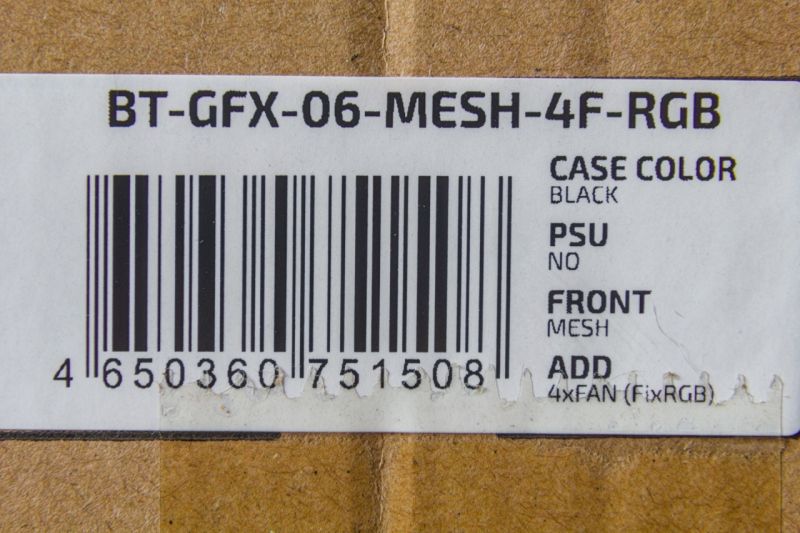 BT-GFX-06-MESH-4F-RGB
CASE COLOR
BLACK
PSU
NO
FRONT
MESH
ADD
4xFAN (FixRGB)
4 650360 751508